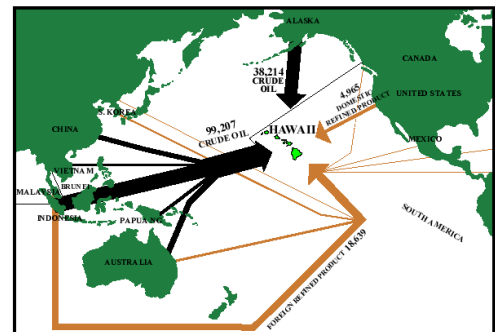 ALASKA
CANADA
38,214
CRUDE
OIL
4,965
DOMESTIC
REFINED PRODUCT
UNITED STATES
S. KOREA
CHINA
99,207
CRUDE OIL
HAWAII
MEXICO
VIETNAM
BRUNEI
MALAYSIA
INDONESIA
PAPUA NG
SOUTH AMERICA
AUSTRALIA
FOREIGN REFINED PRODUCT 18,639